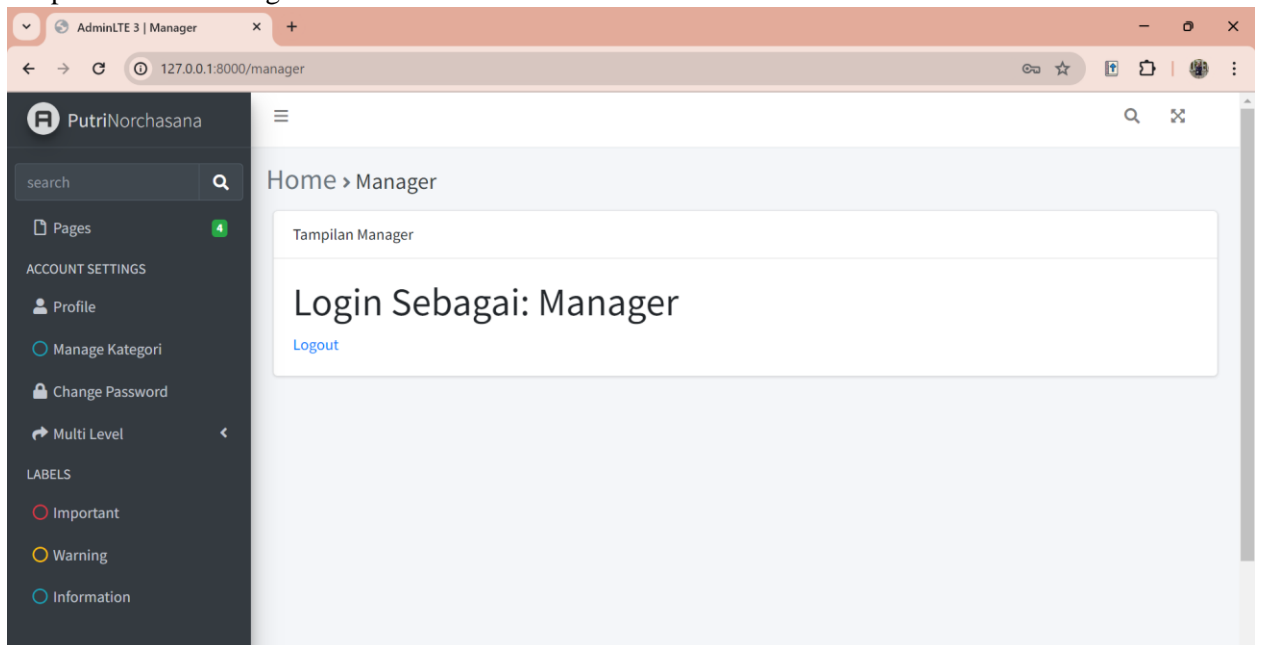 AdminLTE 3 | Manager
127.0.0.1:8000/manager
PutriNorchasana
search
Pages 4
ACCOUNT SETTINGS
Profile
Manage Kategori
Change Password
Multi Level
LABELS
Important
Warning
Information
Home › Manager
Tampilan Manager
Login Sebagai: Manager
Logout